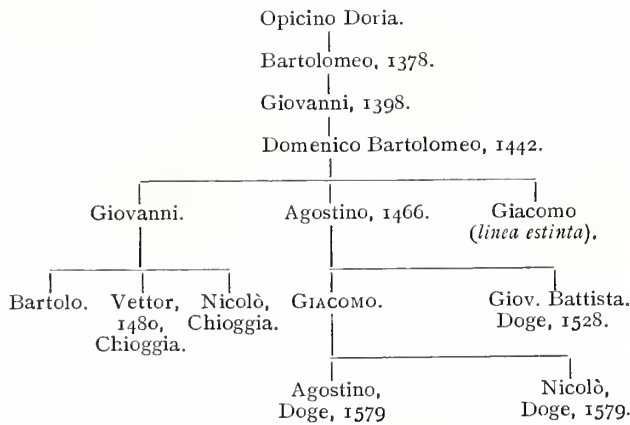 Opicino Doria.
Bartolomeo, 1378.
Giovanni, 1398.
Domenico Bartolomeo, 1442.
Giovanni. Agostino, 1466. Giacomo
(linea estinta).
Bartolo. Vettor, Nicolò, GIACOMO. Giov. Battista.
1480, Chioggia. Doge, 1528.
Chioggia.
Agostino, Nicolò,
Doge, 1579 Doge, 1579.